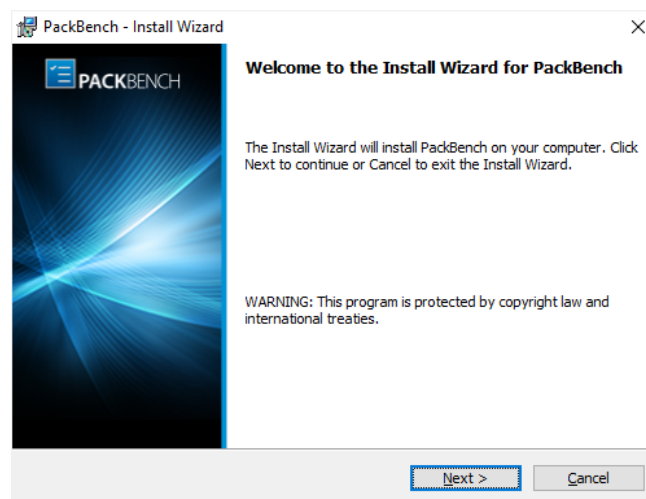 PackBench - Install Wizard
PACKBENCH
Welcome to the Install Wizard for PackBench
The Install Wizard will install PackBench on your computer. Click
Next to continue or Cancel to exit the Install Wizard.
WARNING: This program is protected by copyright law and
international treaties.
Next >
Cancel